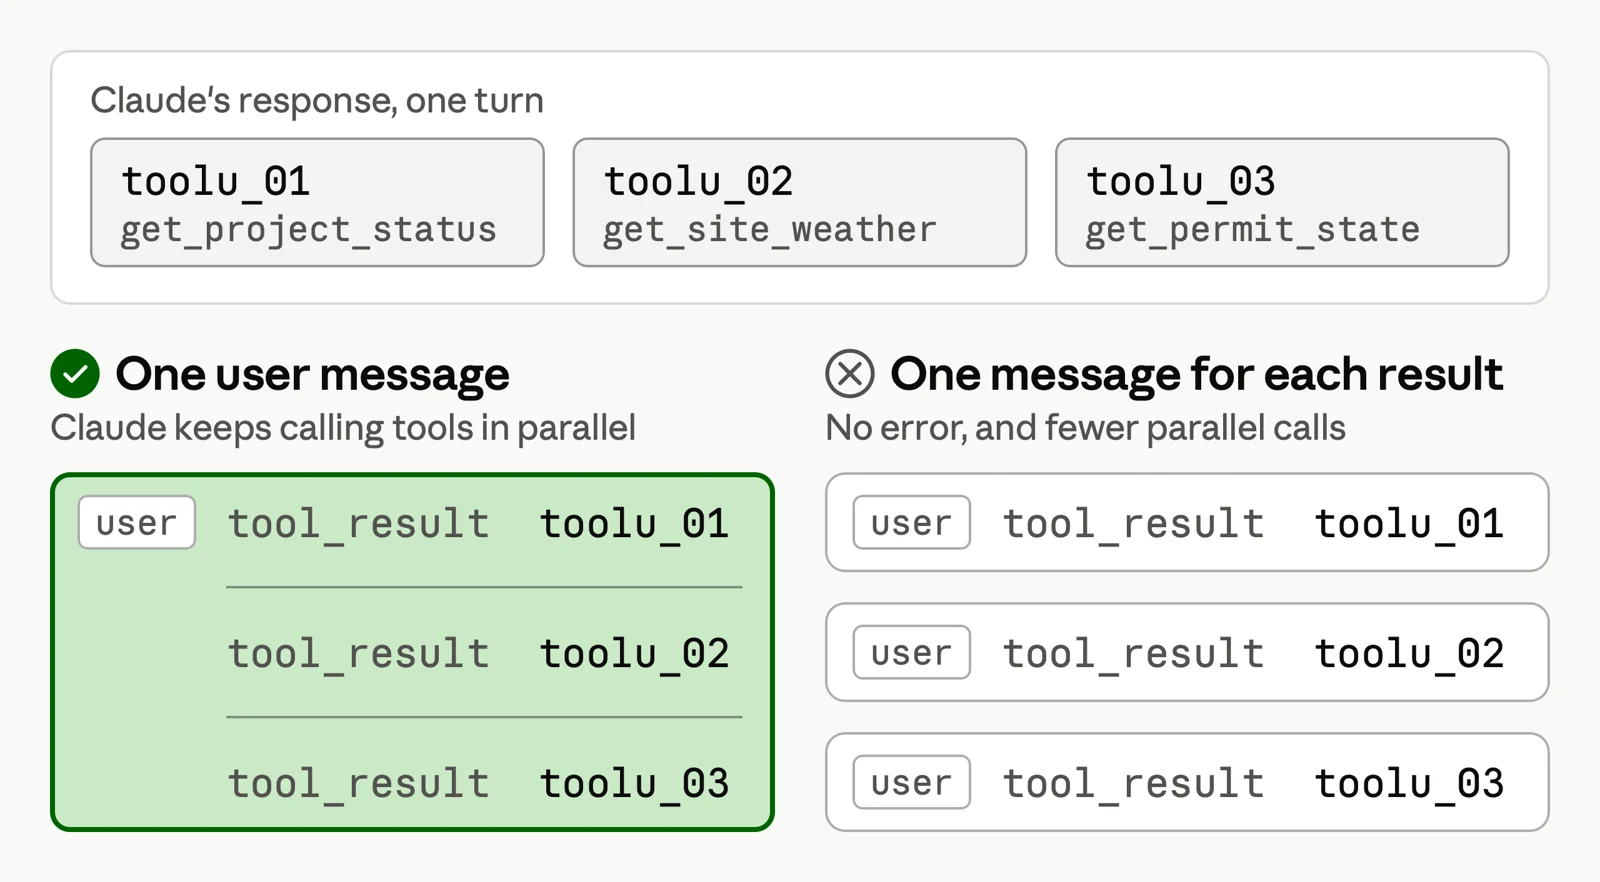 Claude's response, one turn
toolu_01
get_project_status
toolu_02
get_site_weather
toolu_03
get_permit_state
One user message
Claude keeps calling tools in parallel
user tool_result toolu_01
tool_result toolu_02
tool_result toolu_03
One message for each result
No error, and fewer parallel calls
user tool_result toolu_01
user tool_result toolu_02
user tool_result toolu_03